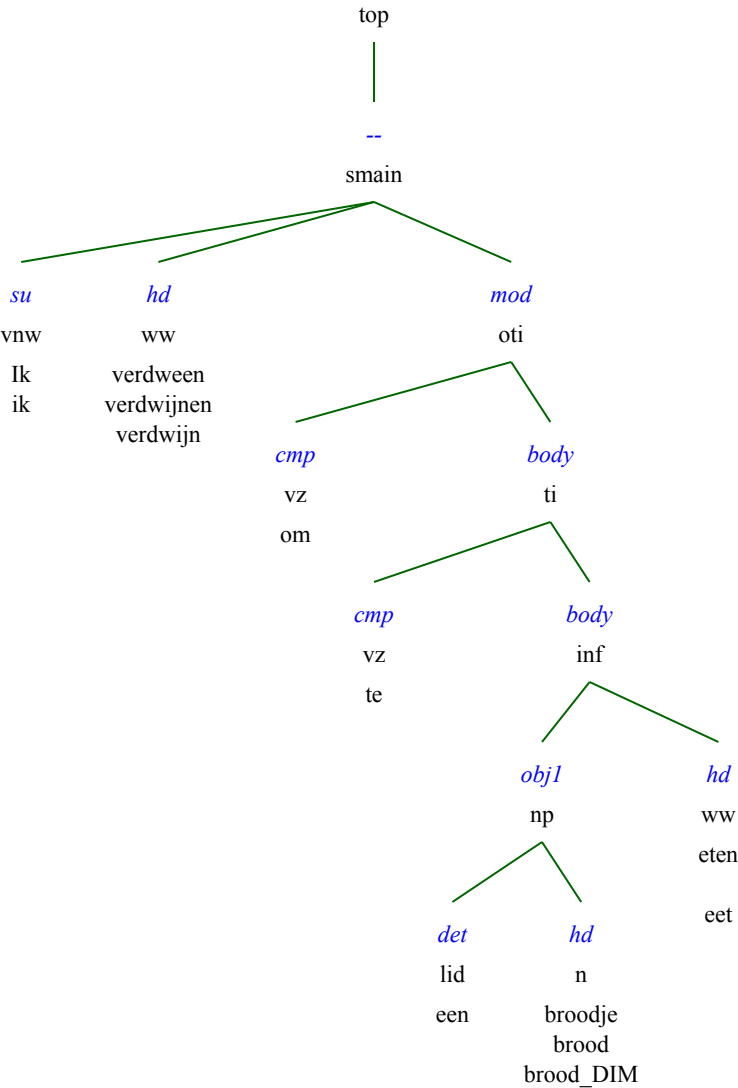 top
--
smain
su hd mod
vnw ww oti
Ik verdween
ik verdwijnen
verdwijn
cmp body
vz ti
om
cmp body
vz inf
te
obj1 hd
np ww
eten
eet
det hd
lid n
een broodje
brood
brood_DIM